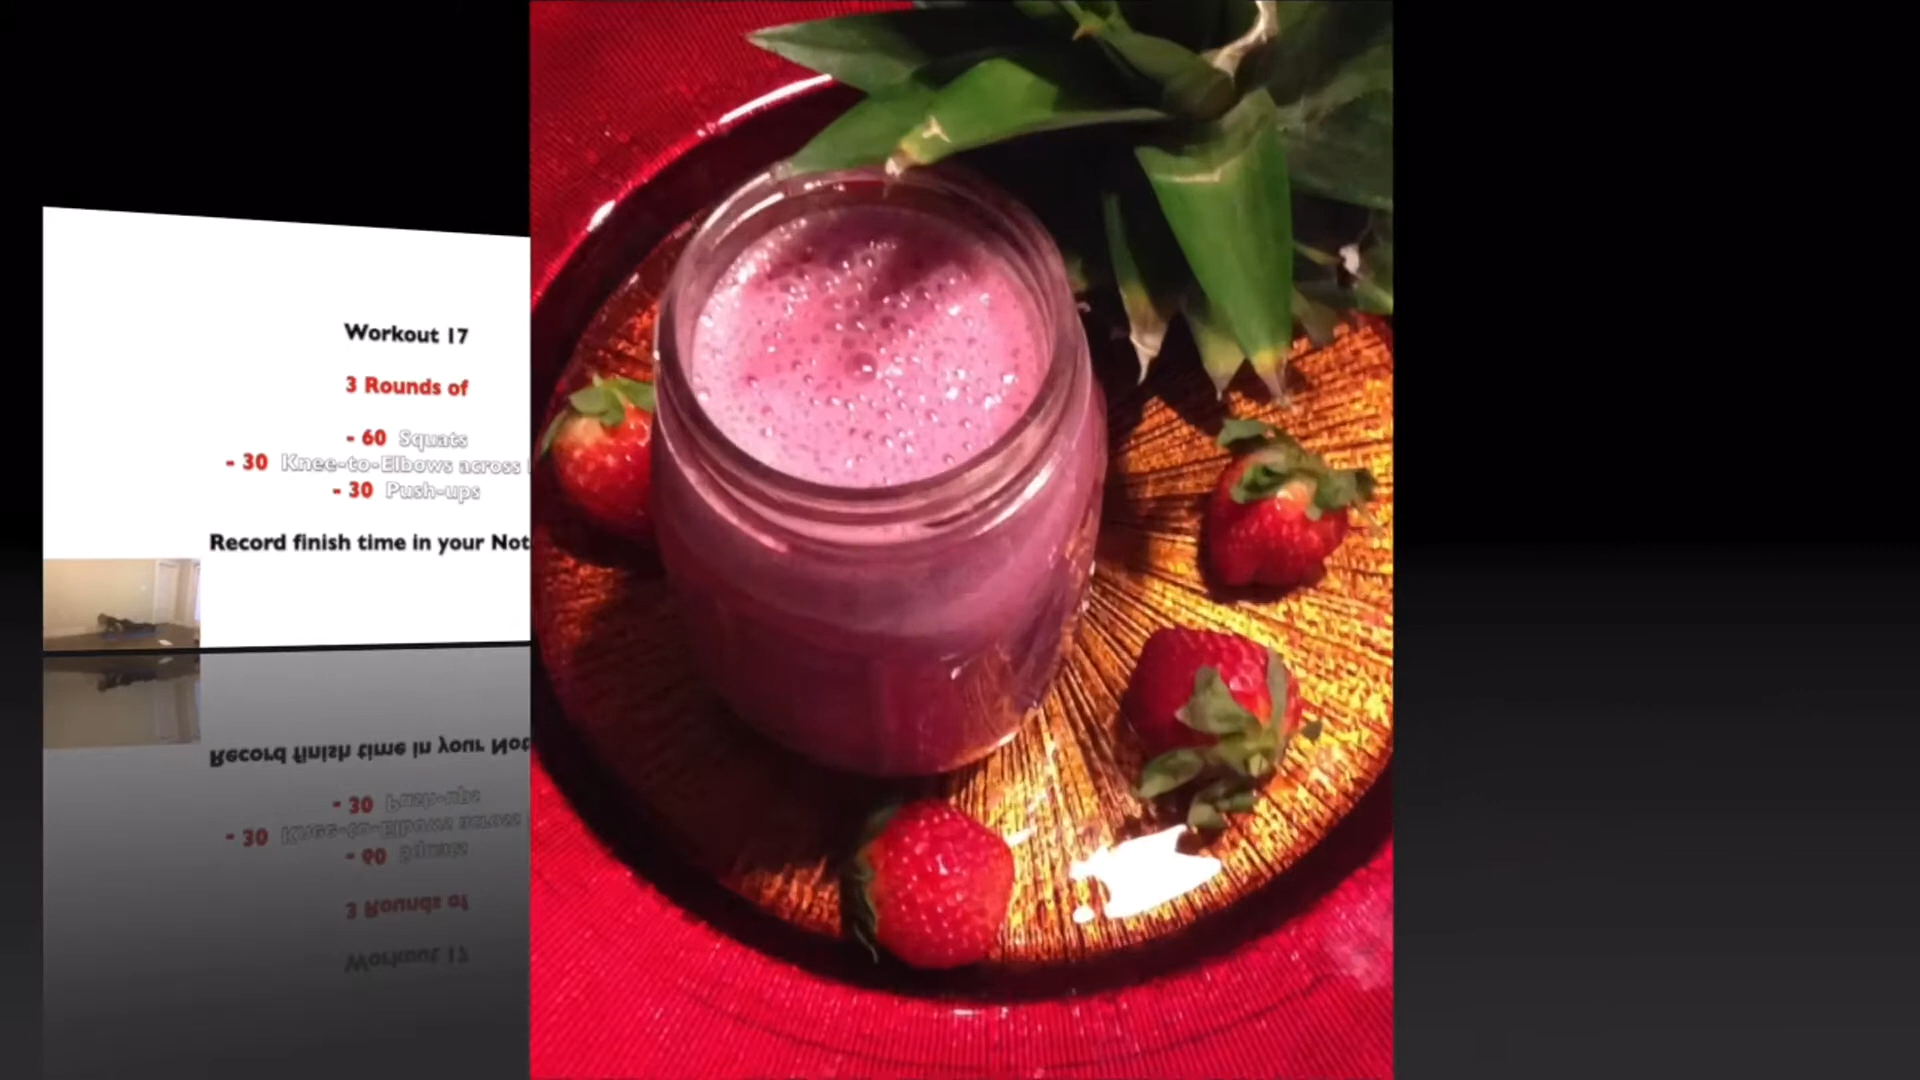 Workout 17
3 Rounds of
- 60 Squats
- 30 Knee-to-Elbows across
- 30 Push-ups
Record finish time in your